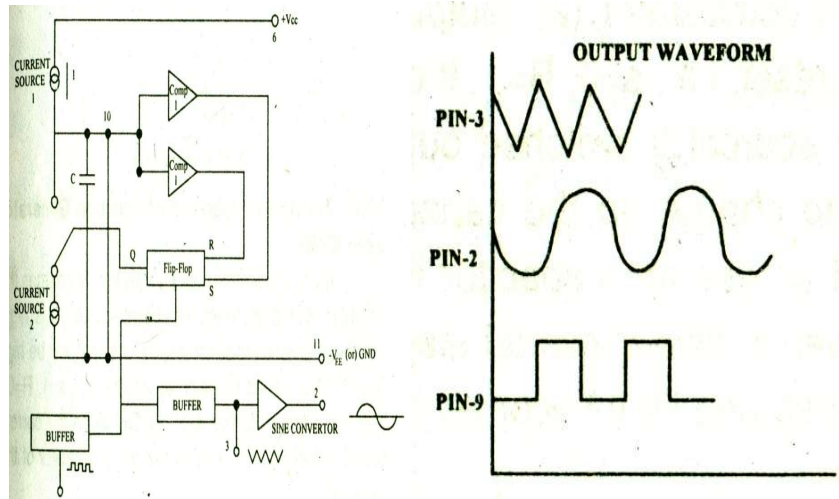 +Vcc
6
CURRENT
SOURCE
1
I
10
Comp
1
Comp
1
C
R
Q
Flip-Flop
S
CURRENT
SOURCE
2
11
-VEE (or) GND
BUFFER
2
SINE CONVERTOR
BUFFER
3
OUTPUT WAVEFORM
PIN-3
PIN-2
PIN-9